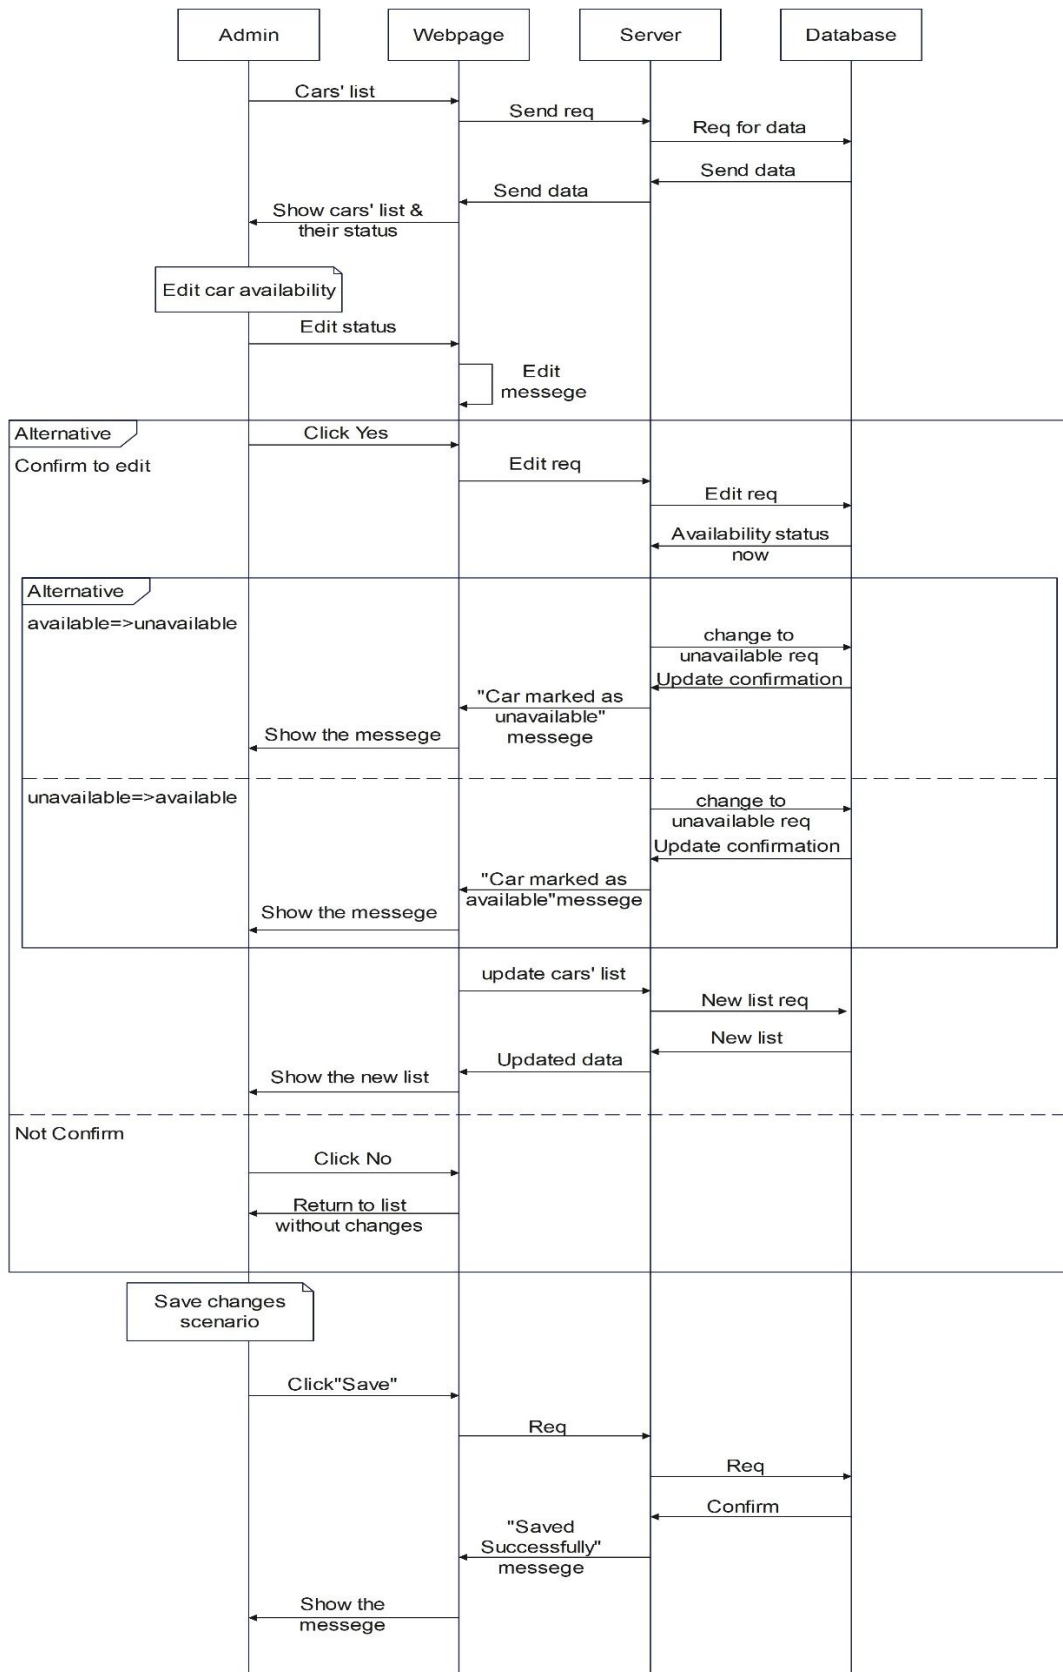 Admin
Webpage
Server
Database
Cars' list
Send req
Req for data
Send data
Send data
Show cars' list &
their status
Edit car availability
Edit status
Edit
messege
Alternative
Click Yes
Confirm to edit
Edit req
Edit req
Availability status
now
Alternative
available=>unavailable
change to
unavailable req
Update confirmation
"Car marked as
unavailable"
messege
Show the messege
unavailable=>available
change to
unavailable req
Update confirmation
"Car marked as
available"messege
Show the messege
update cars' list
New list req
New list
Updated data
Show the new list
Not Confirm
Click No
Return to list
without changes
Save changes
scenario
Click"Save"
Req
Req
Confirm
"Saved
Successfully"
messege
Show the
messege